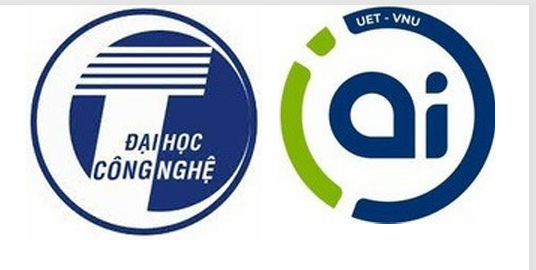 ĐẠI HỌC
CÔNG NGHỆ
UET - VNU
ai